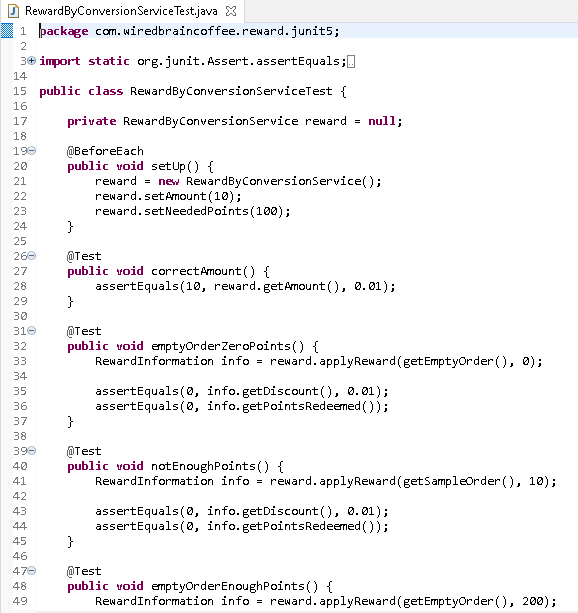 RewardByConversionServiceTest.java
1 package com.wiredbraincoffee.reward.junit5;
2
3 import static org.junit.Assert.assertEquals;
14
15 public class RewardByConversionServiceTest {
16
17     private RewardByConversionService reward = null;
18
19     @BeforeEach
20     public void setUp() {
21         reward = new RewardByConversionService();
22         reward.setAmount(10);
23         reward.setNeededPoints(100);
24     }
25
26     @Test
27     public void correctAmount() {
28         assertEquals(10, reward.getAmount(), 0.01);
29     }
30
31     @Test
32     public void emptyOrderZeroPoints() {
33         RewardInformation info = reward.applyReward(getEmptyOrder(), 0);
34
35         assertEquals(0, info.getDiscount(), 0.01);
36         assertEquals(0, info.getPointsRedeemed());
37     }
38
39     @Test
40     public void notEnoughPoints() {
41         RewardInformation info = reward.applyReward(getSampleOrder(), 10);
42
43         assertEquals(0, info.getDiscount(), 0.01);
44         assertEquals(0, info.getPointsRedeemed());
45     }
46
47     @Test
48     public void emptyOrderEnoughPoints() {
49         RewardInformation info = reward.applyReward(getEmptyOrder(), 200);